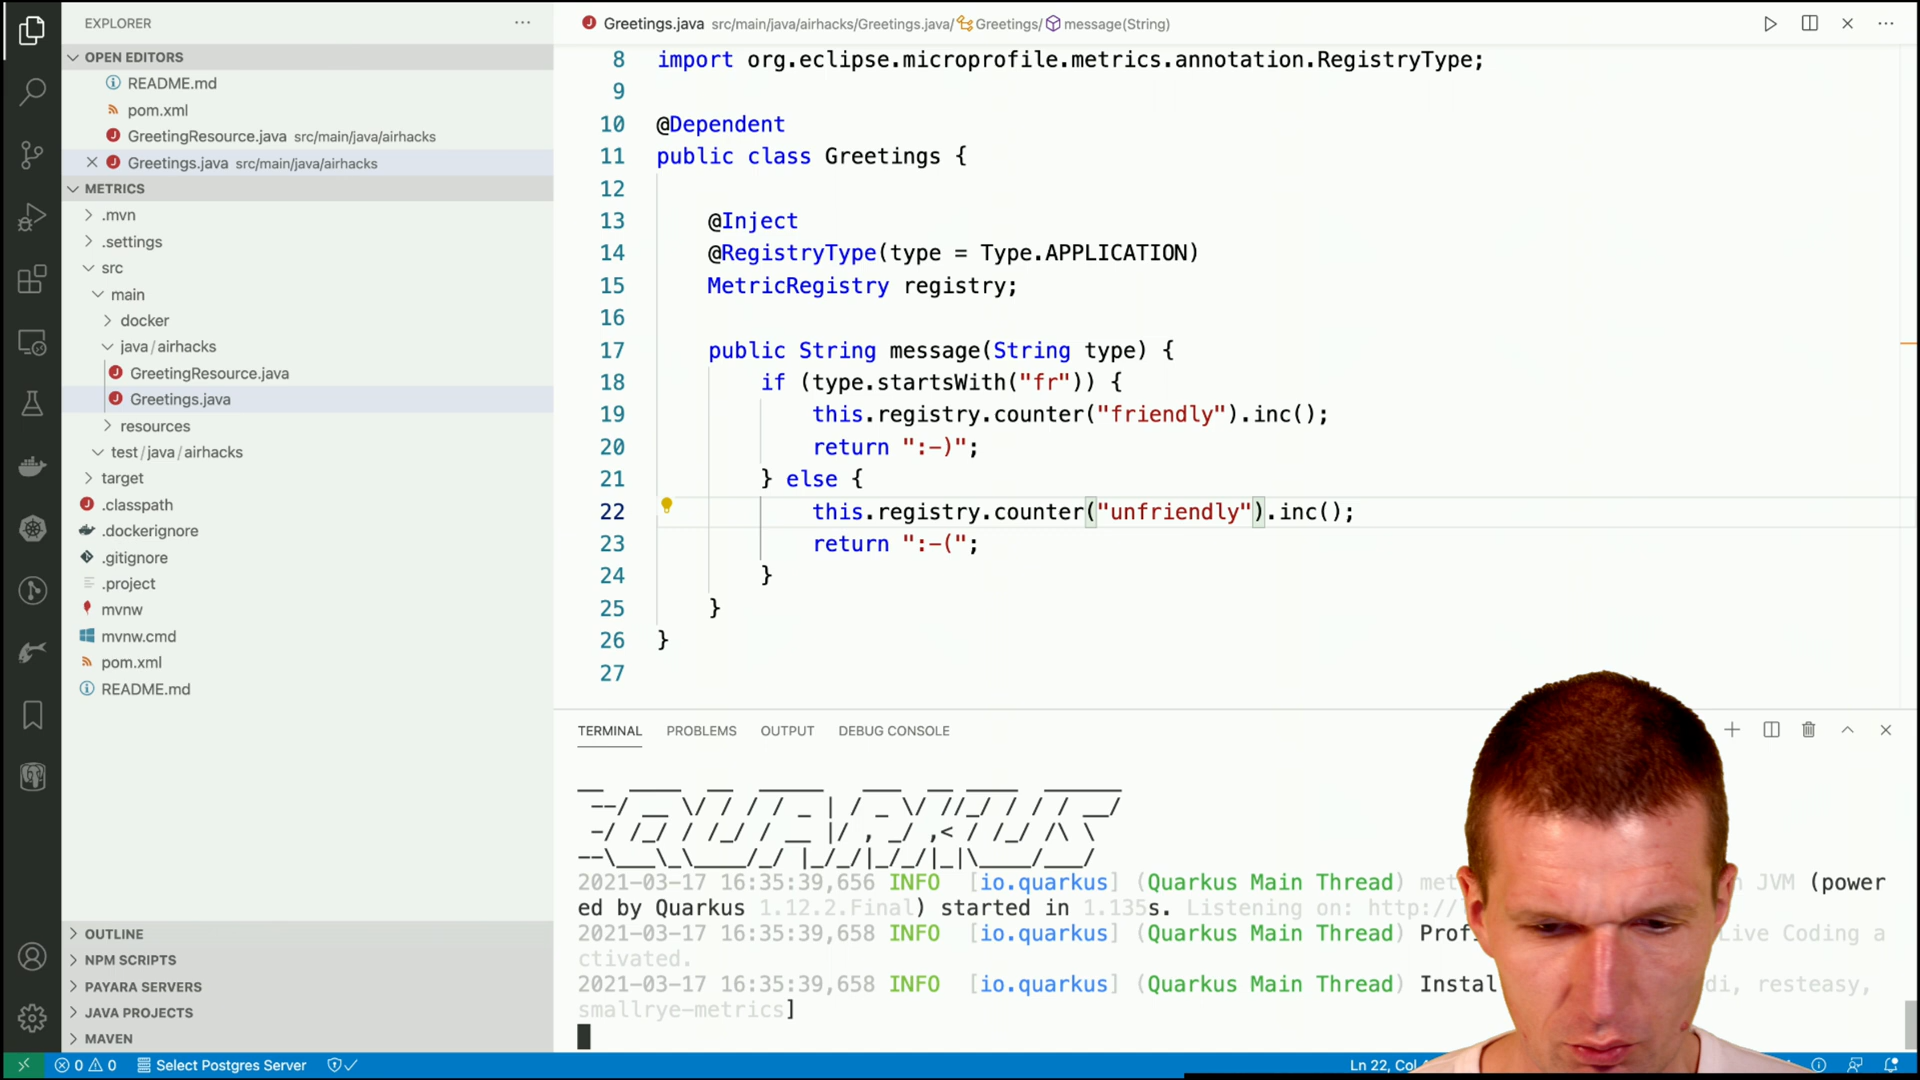 EXPLORER
OPEN EDITORS
README.md
pom.xml
GreetingResource.java src/main/java/airhacks
Greetings.java src/main/java/airhacks
METRICS
.mvn
.settings
src
main
docker
java/airhacks
GreetingResource.java
Greetings.java
resources
test/java/airhacks
target
.classpath
.dockerignore
.gitignore
.project
mvnw
mvnw.cmd
pom.xml
README.md
OUTLINE
NPM SCRIPTS
PAYARA SERVERS
JAVA PROJECTS
MAVEN
Greetings.java src/main/java/airhacks/Greetings.java/ Greetings/ message(String)
8 import org.eclipse.microprofile.metrics.annotation.RegistryType;
9
10 @Dependent
11 public class Greetings {
12
13 @Inject
14 @RegistryType(type = Type.APPLICATION)
15 MetricRegistry registry;
16
17 public String message(String type) {
18 if (type.startsWith("fr")) {
19 this.registry.counter("friendly").inc();
20 return ":-)";
21 } else {
22 this.registry.counter("unfriendly").inc();
23 return ":-(";
24 }
25 }
26 }
27
TERMINAL PROBLEMS OUTPUT DEBUG CONSOLE
QUARKUS
2021-03-17 16:35:39,656 INFO [io.quarkus] (Quarkus Main Thread) JVM (power
ed by Quarkus 1.12.2.Final) started in 1.135s. Listening on: http://
2021-03-17 16:35:39,658 INFO [io.quarkus] (Quarkus Main Thread) Live Coding a
ctivated.
2021-03-17 16:35:39,658 INFO [io.quarkus] (Quarkus Main Thread) resteasy,
smallrye-metrics]
0 0 Select Postgres Server Ln 22,